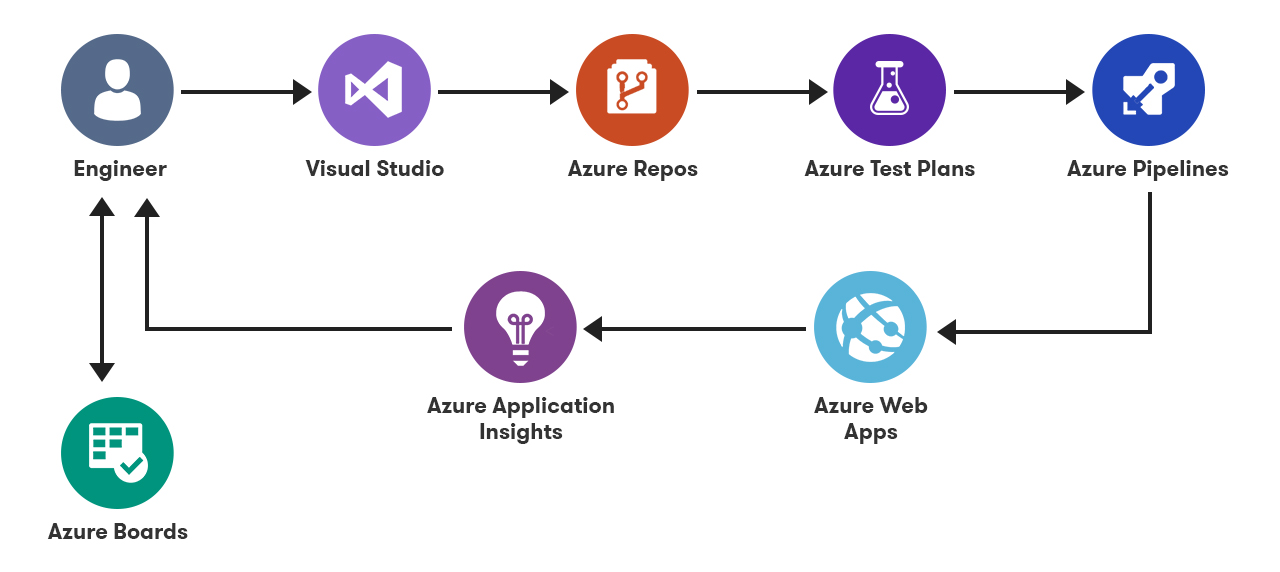 Engineer
Visual Studio
Azure Repos
Azure Test Plans
Azure Pipelines
Azure Application
Insights
Azure Web
Apps
Azure Boards